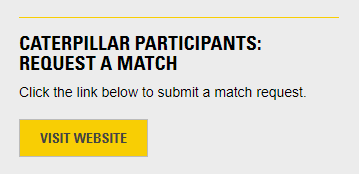 CATERPILLAR PARTICIPANTS:
REQUEST A MATCH
Click the link below to submit a match request.
VISIT WEBSITE